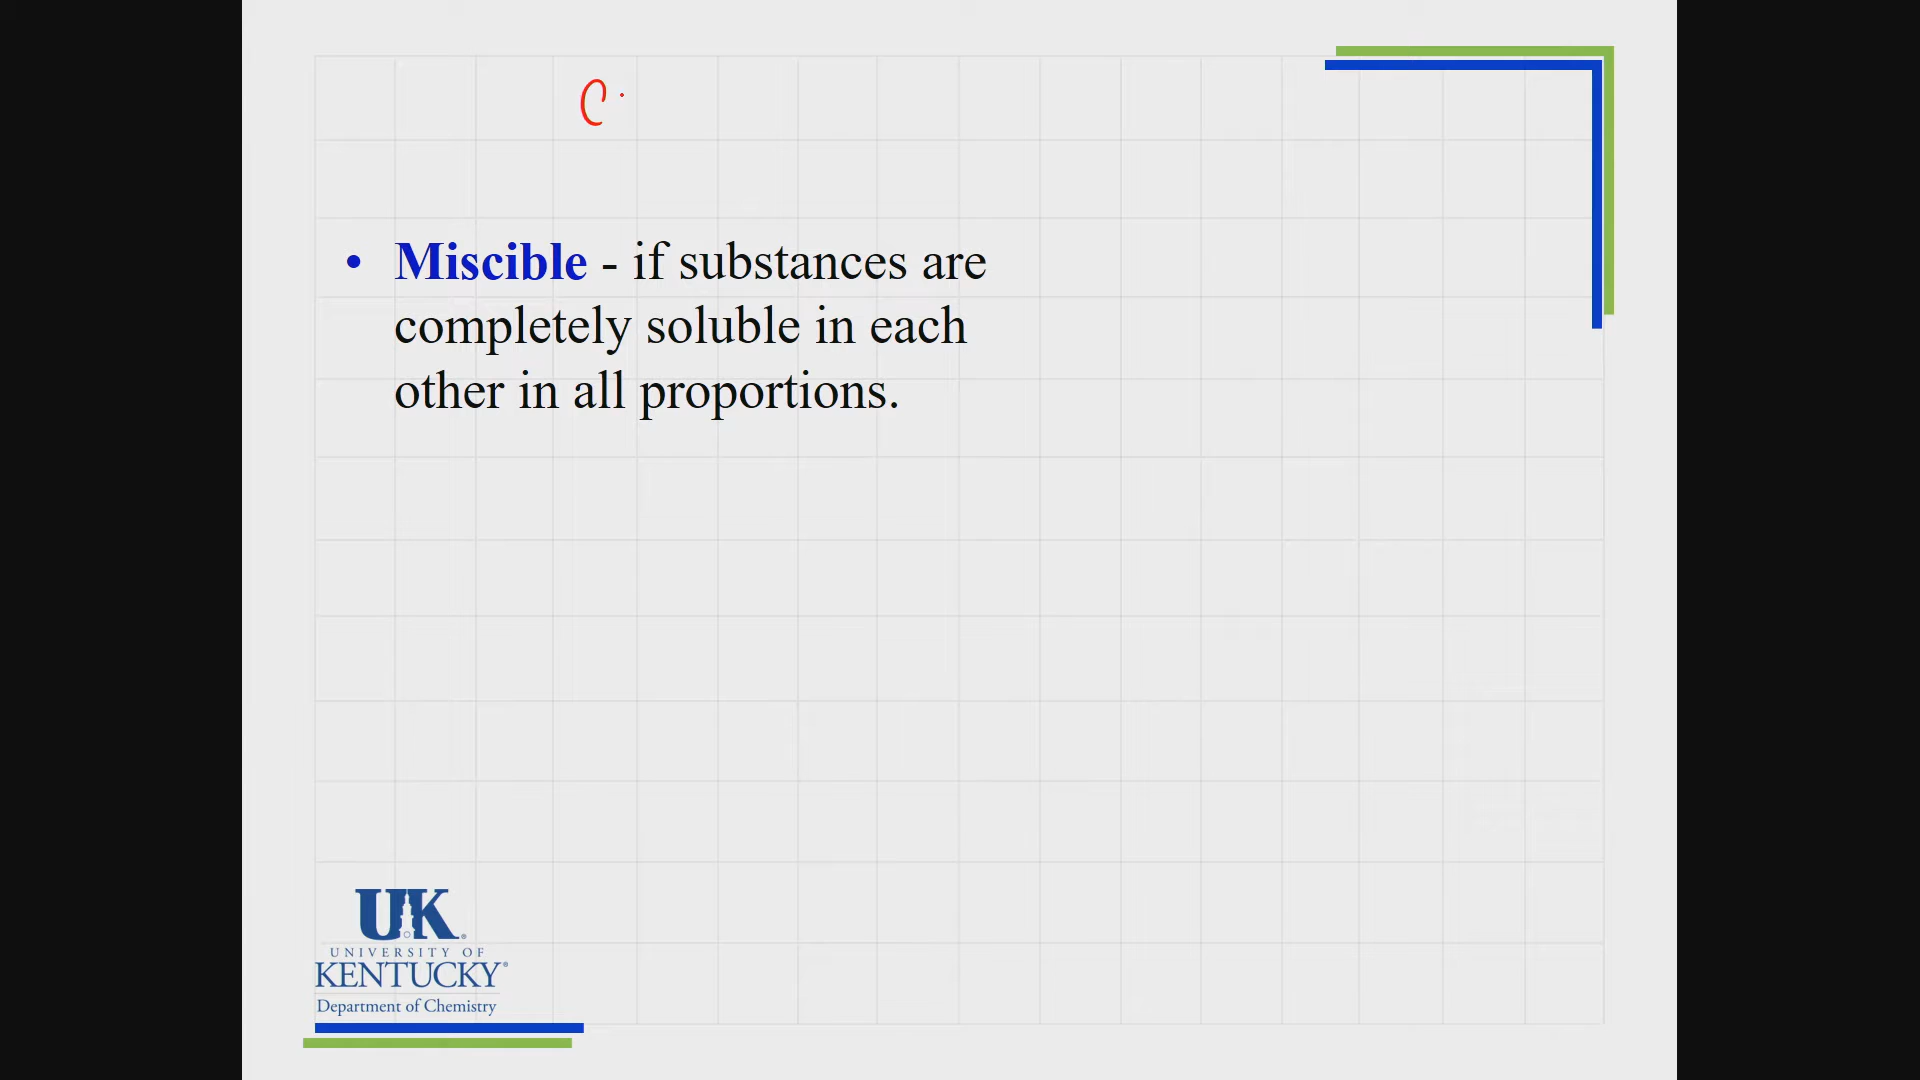 • Miscible - if substances are
completely soluble in each
other in all proportions.
UK®
UNIVERSITY OF
KENTUCKY®
Department of Chemistry